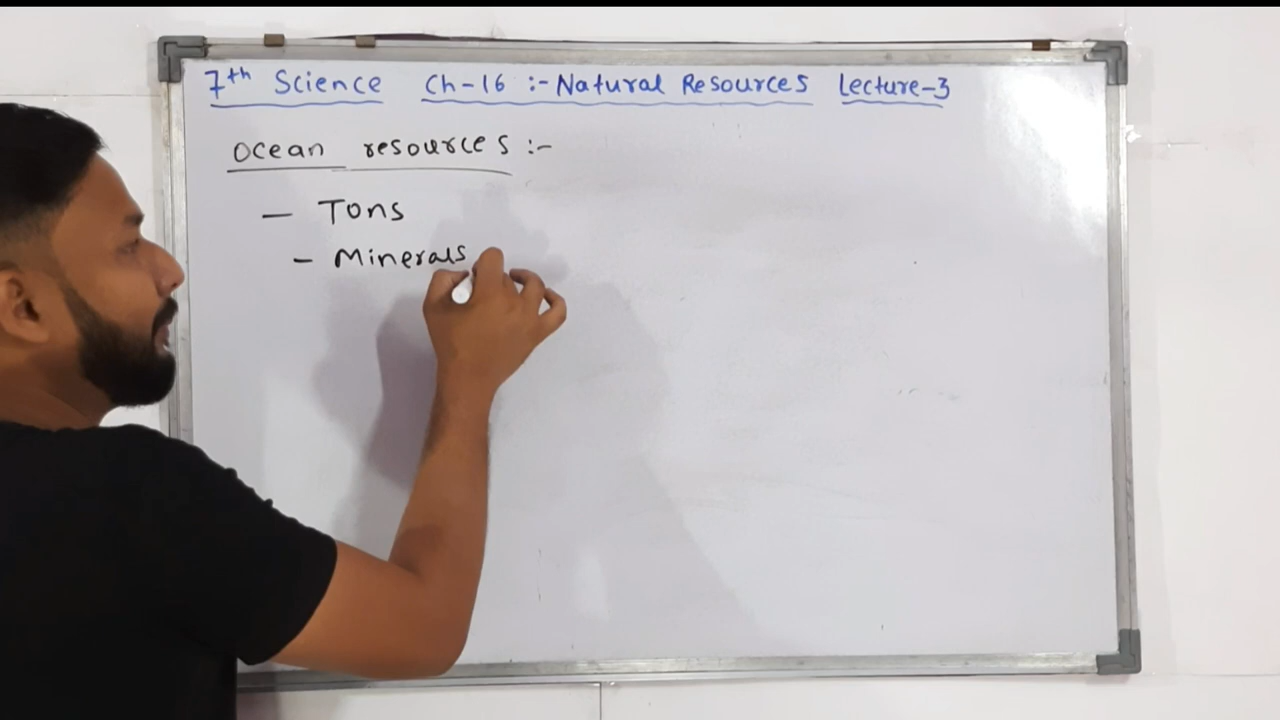 7th Science Ch-16 :- Natural Resources Lecture-3
Ocean resources :-
- Tons
- Minerals